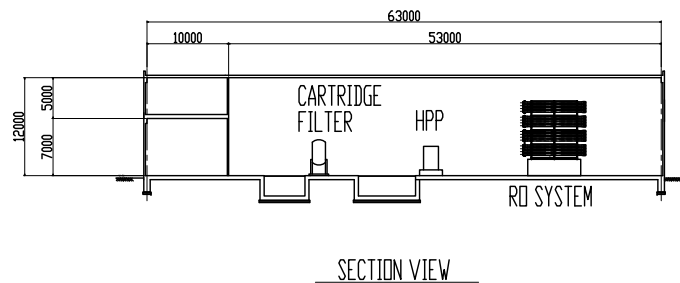 63000
10000
53000
12000
5000
7000
CARTRIDGE
FILTER
HPP
RO SYSTEM
SECTION VIEW